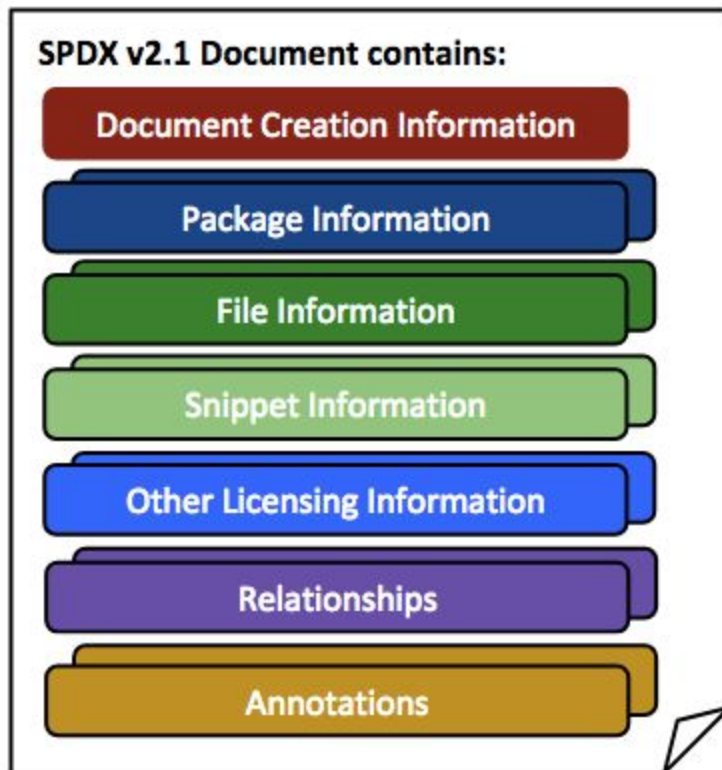 SPDX v2.1 Document contains:
Document Creation Information
Package Information
File Information
Snippet Information
Other Licensing Information
Relationships
Annotations